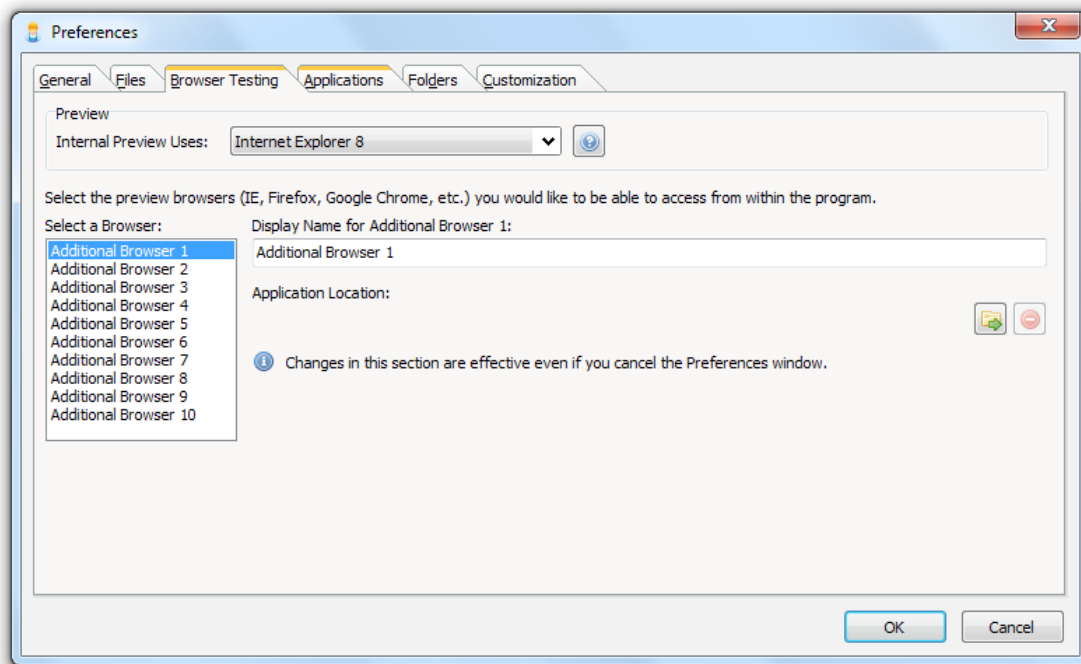 Preferences
General Files Browser Testing Applications Folders Customization
Preview
Internal Preview Uses: Internet Explorer 8
Select the preview browsers (IE, Firefox, Google Chrome, etc.) you would like to be able to access from within the program.
Select a Browser:
Additional Browser 1
Additional Browser 2
Additional Browser 3
Additional Browser 4
Additional Browser 5
Additional Browser 6
Additional Browser 7
Additional Browser 8
Additional Browser 9
Additional Browser 10
Display Name for Additional Browser 1:
Additional Browser 1
Application Location:
Changes in this section are effective even if you cancel the Preferences window.
OK Cancel